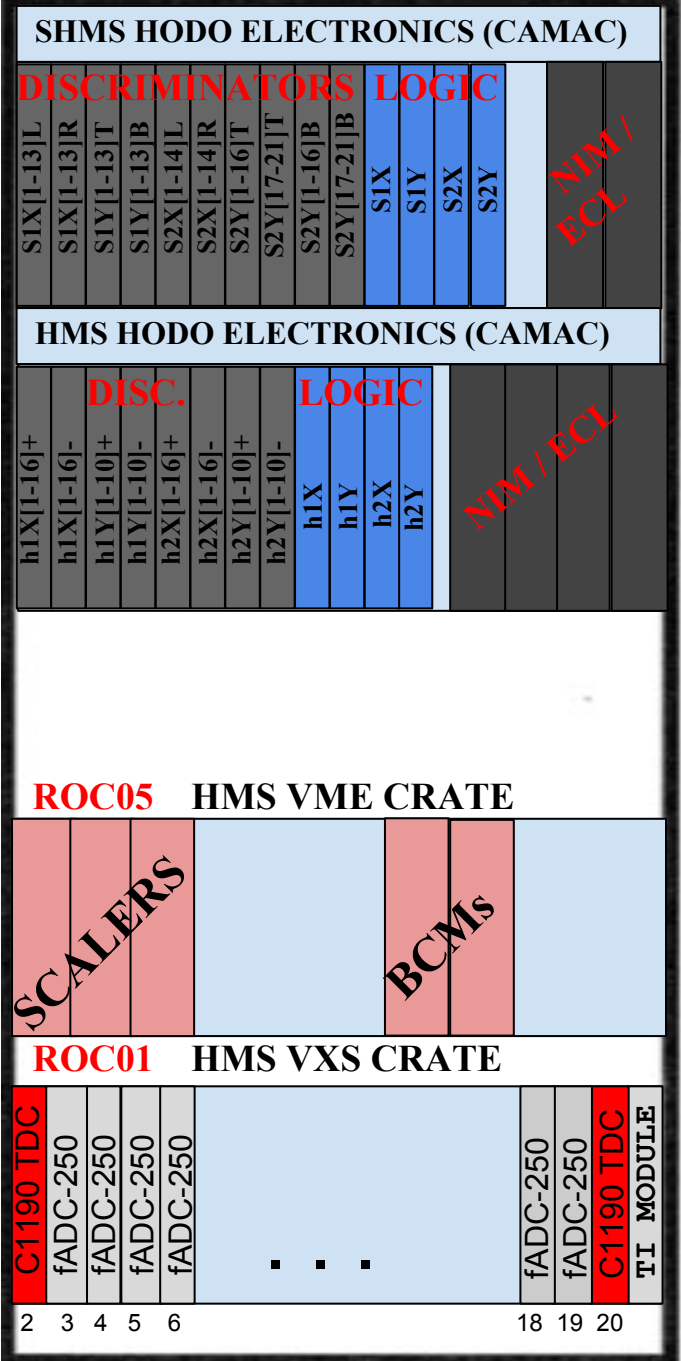 SHMS HODO ELECTRONICS (CAMAC)
DISCRIMINATORS LOGIC
S1X[1-13]L
S1X[1-13]R
S1Y[1-13]T
S1Y[1-13]B
S2X[1-14]L
S2X[1-14]R
S2Y[1-16]T
S2Y[17-21]T
S2Y[1-16]B
S2Y[17-21]B
S1X
S1Y
S2X
S2Y
NIM /
ECL
HMS HODO ELECTRONICS (CAMAC)
DISC. LOGIC
h1X[1-16]+
h1X[1-16]-
h1Y[1-10]+
h1Y[1-10]-
h2X[1-16]+
h2X[1-16]-
h2Y[1-10]+
h2Y[1-10]-
h1X
h1Y
h2X
h2Y
NIM / ECL
ROC05 HMS VME CRATE
SCALERS
BCMs
ROC01 HMS VXS CRATE
C1190 TDC
fADC-250
fADC-250
fADC-250
fADC-250
. . .
fADC-250
fADC-250
C1190 TDC
TI MODULE
2 3 4 5 6 18 19 20